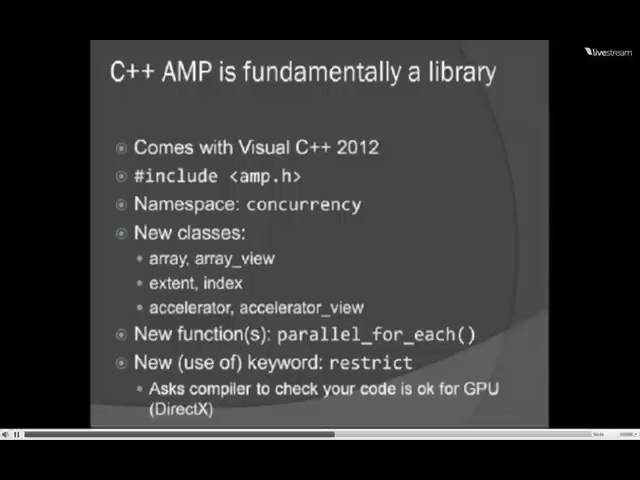 C++ AMP is fundamentally a library
livestream
Comes with Visual C++ 2012
#include <amp.h>
Namespace: concurrency
New classes:
array, array_view
extent, index
accelerator, accelerator_view
New function(s): parallel_for_each()
New (use of) keyword: restrict
Asks compiler to check your code is ok for GPU
(DirectX)